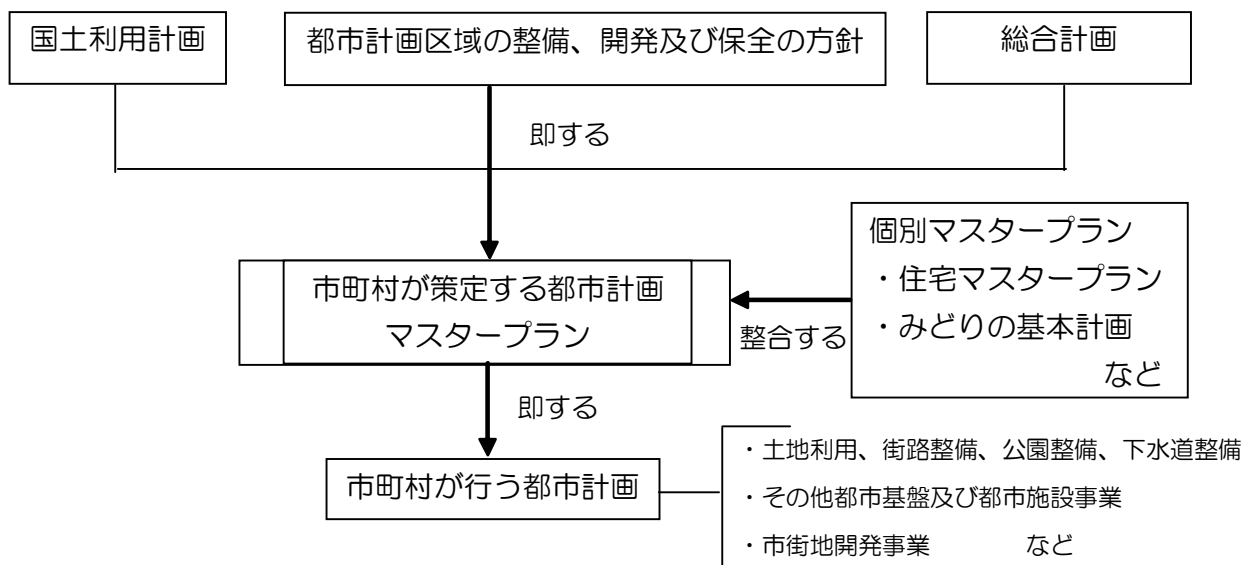 国土利用計画
都市計画区域の整備、開発及び保全の方針
総合計画
即する
個別マスタープラン
・住宅マスタープラン
・みどりの基本計画
など
市町村が策定する都市計画
マスタープラン
整合する
即する
市町村が行う都市計画
・土地利用、街路整備、公園整備、下水道整備
・その他都市基盤及び都市施設事業
・市街地開発事業　　　など